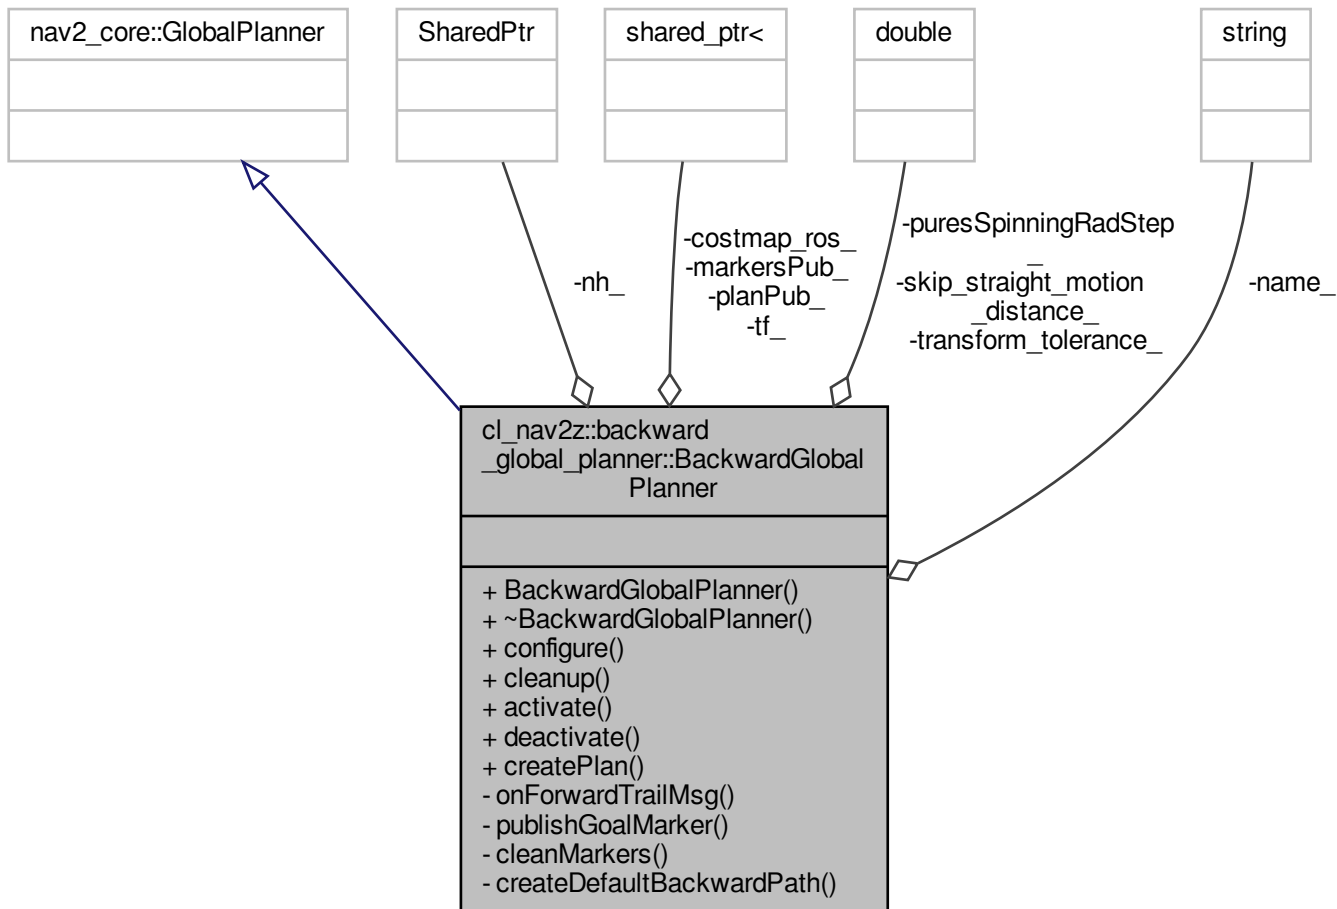 nav2_core::GlobalPlanner
SharedPtr
shared_ptr<
double
string
-nh_
-costmap_ros_
-markersPub_
-planPub_
-tf_
-puresSpinningRadStep
_
-skip_straight_motion
_distance_
-transform_tolerance_
-name_
cl_nav2z::backward
_global_planner::BackwardGlobal
Planner
+ BackwardGlobalPlanner()
+ ~BackwardGlobalPlanner()
+ configure()
+ cleanup()
+ activate()
+ deactivate()
+ createPlan()
- onForwardTrailMsg()
- publishGoalMarker()
- cleanMarkers()
- createDefaultBackwardPath()